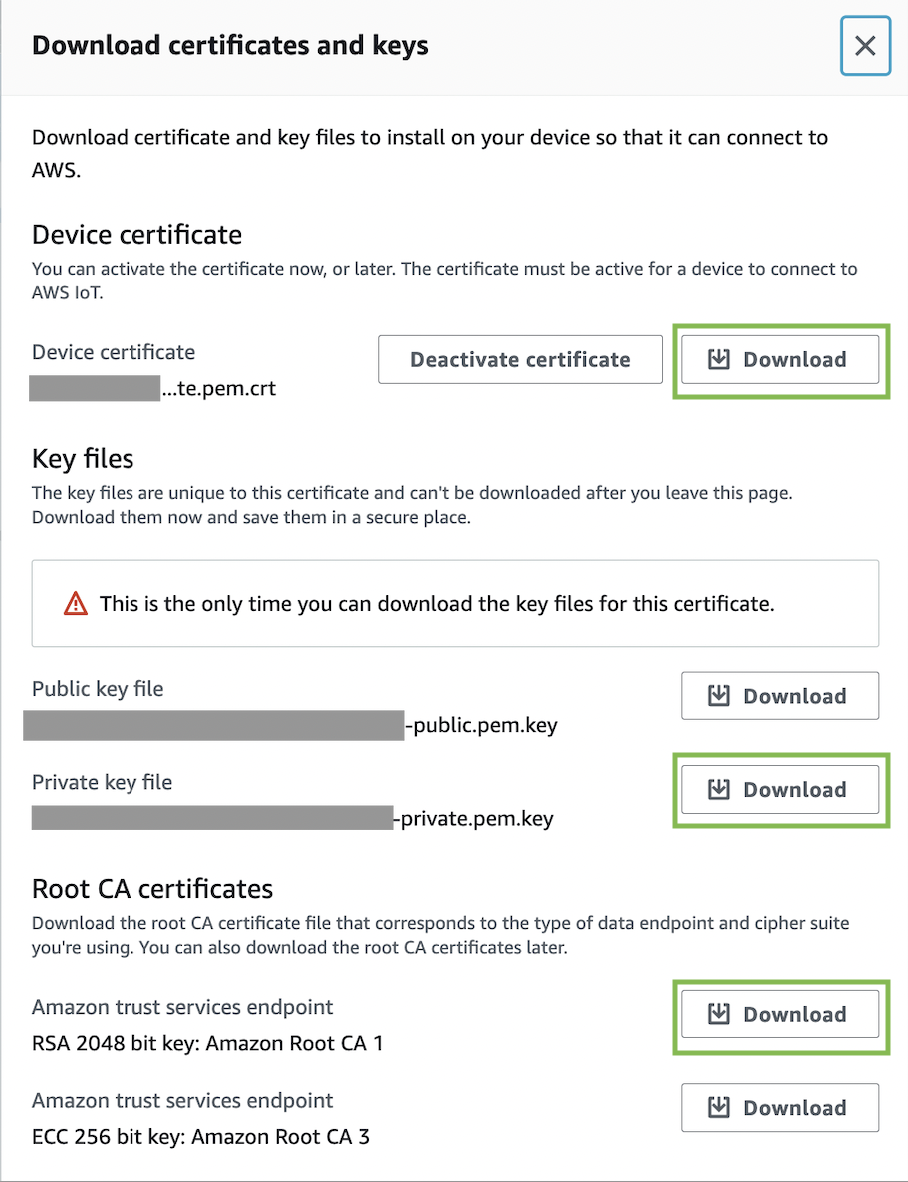 Download certificates and keys
Download certificate and key files to install on your device so that it can connect to
AWS.
Device certificate
You can activate the certificate now, or later. The certificate must be active for a device to connect to
AWS IoT.
Device certificate
...te.pem.crt
Deactivate certificate
Download
Key files
The key files are unique to this certificate and can't be downloaded after you leave this page.
Download them now and save them in a secure place.
This is the only time you can download the key files for this certificate.
Public key file
-public.pem.key
Download
Private key file
-private.pem.key
Download
Root CA certificates
Download the root CA certificate file that corresponds to the type of data endpoint and cipher suite
you're using. You can also download the root CA certificates later.
Amazon trust services endpoint
RSA 2048 bit key: Amazon Root CA 1
Download
Amazon trust services endpoint
ECC 256 bit key: Amazon Root CA 3
Download